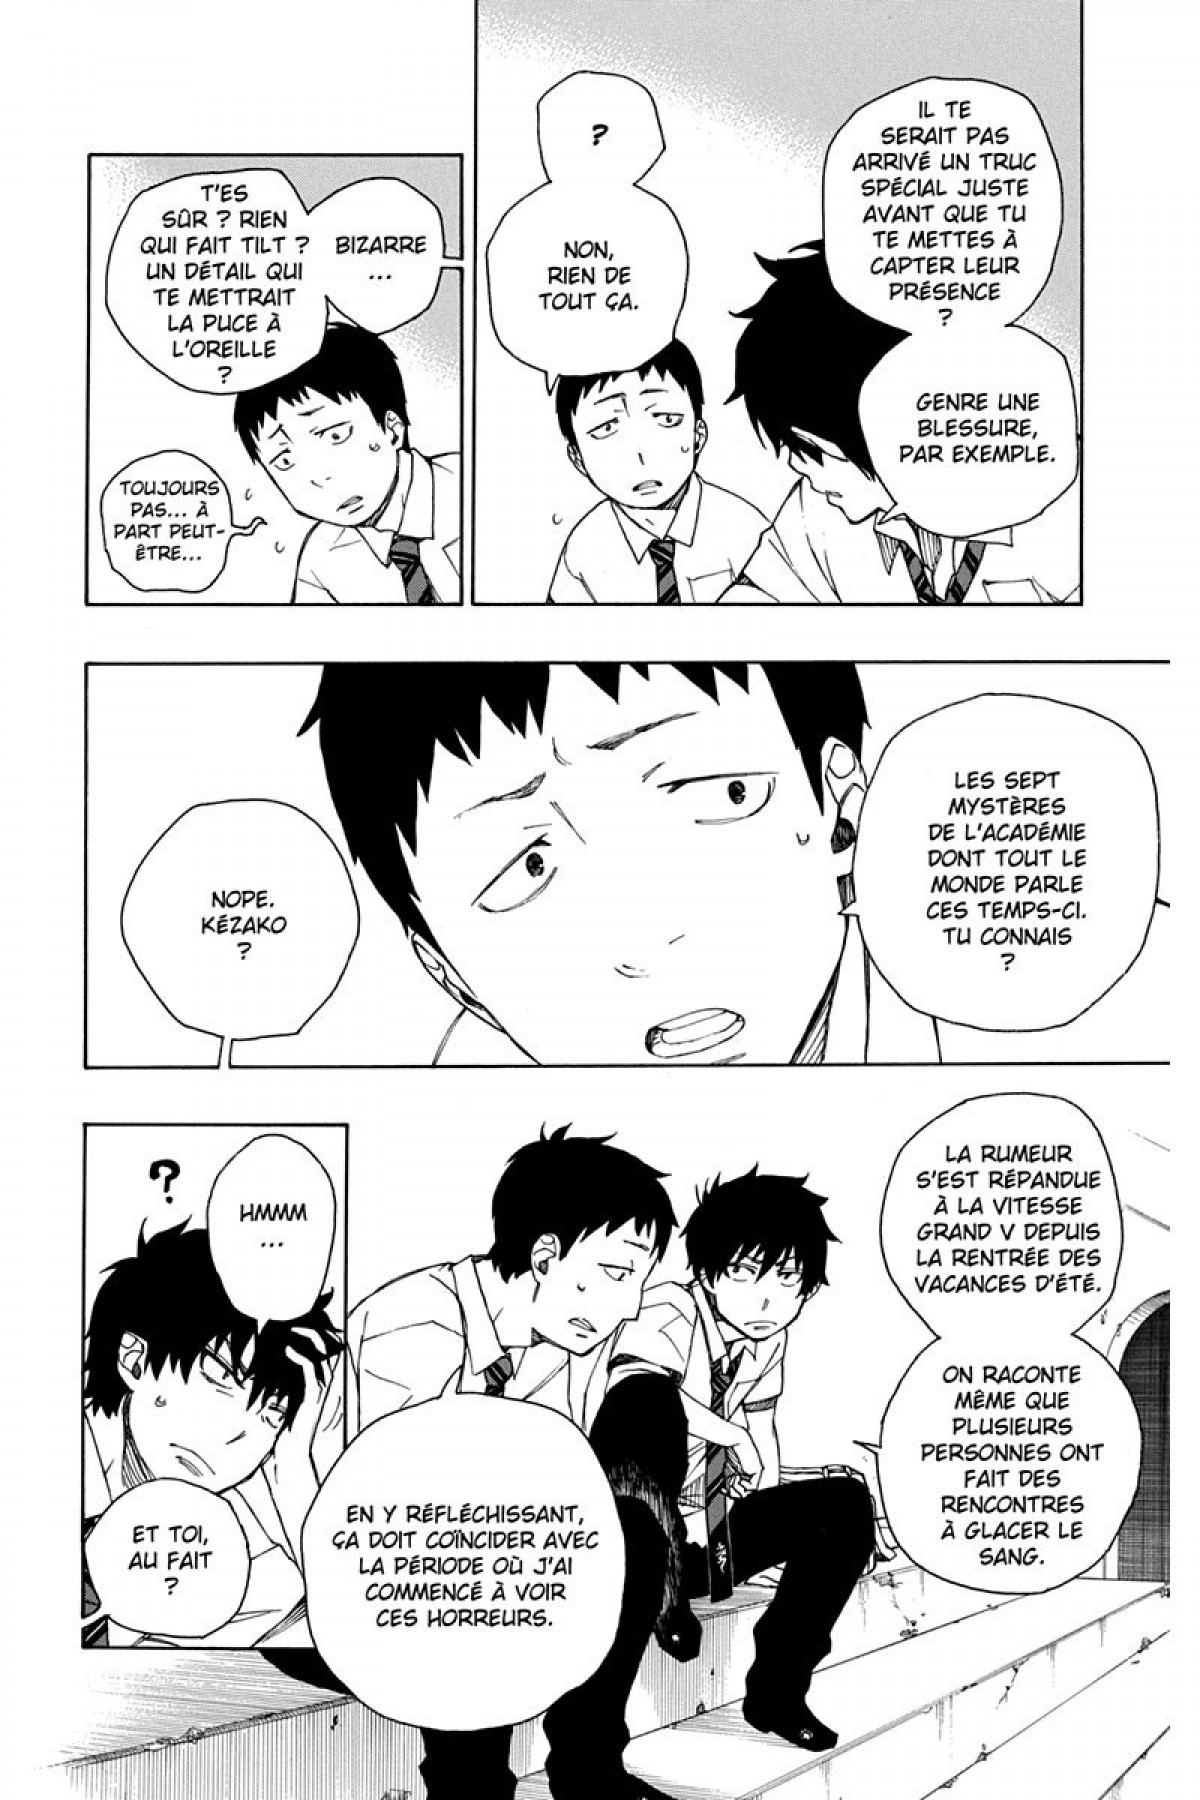 IL TE
SERAIT PAS
ARRIVÉ UN TRUC
SPÉCIAL JUSTE
AVANT QUE TU
TE METTES À
CAPTER LEUR
PRÉSENCE
?
GENRE UNE
BLESSURE,
PAR EXEMPLE.
?
NON,
RIEN DE
TOUT ÇA.
BIZARRE
...
T'ES
SÛR ? RIEN
QUI FAIT TILT ?
UN DÉTAIL QUI
TE METTRAIT
LA PUCE À
L'OREILLE
?
TOUJOURS
PAS... À
PART PEUT-
ÊTRE...
LES SEPT
MYSTÈRES
DE L'ACADÉMIE
DONT TOUT LE
MONDE PARLE
CES TEMPS-CI.
TU CONNAIS
?
NOPE.
KÉZAKO
?
LA RUMEUR
S'EST RÉPANDUE
À LA VITESSE
GRAND V DEPUIS
LA RENTRÉE DES
VACANCES D'ÉTÉ.
ON RACONTE
MÊME QUE
PLUSIEURS
PERSONNES ONT
FAIT DES
RENCONTRES
À GLACER LE
SANG.
EN Y RÉFLÉCHISSANT,
ÇA DOIT COÏNCIDER AVEC
LA PÉRIODE OÙ J'AI
COMMENCÉ À VOIR
CES HORREURS.
?
HMMM
...
ET TOI,
AU FAIT
?